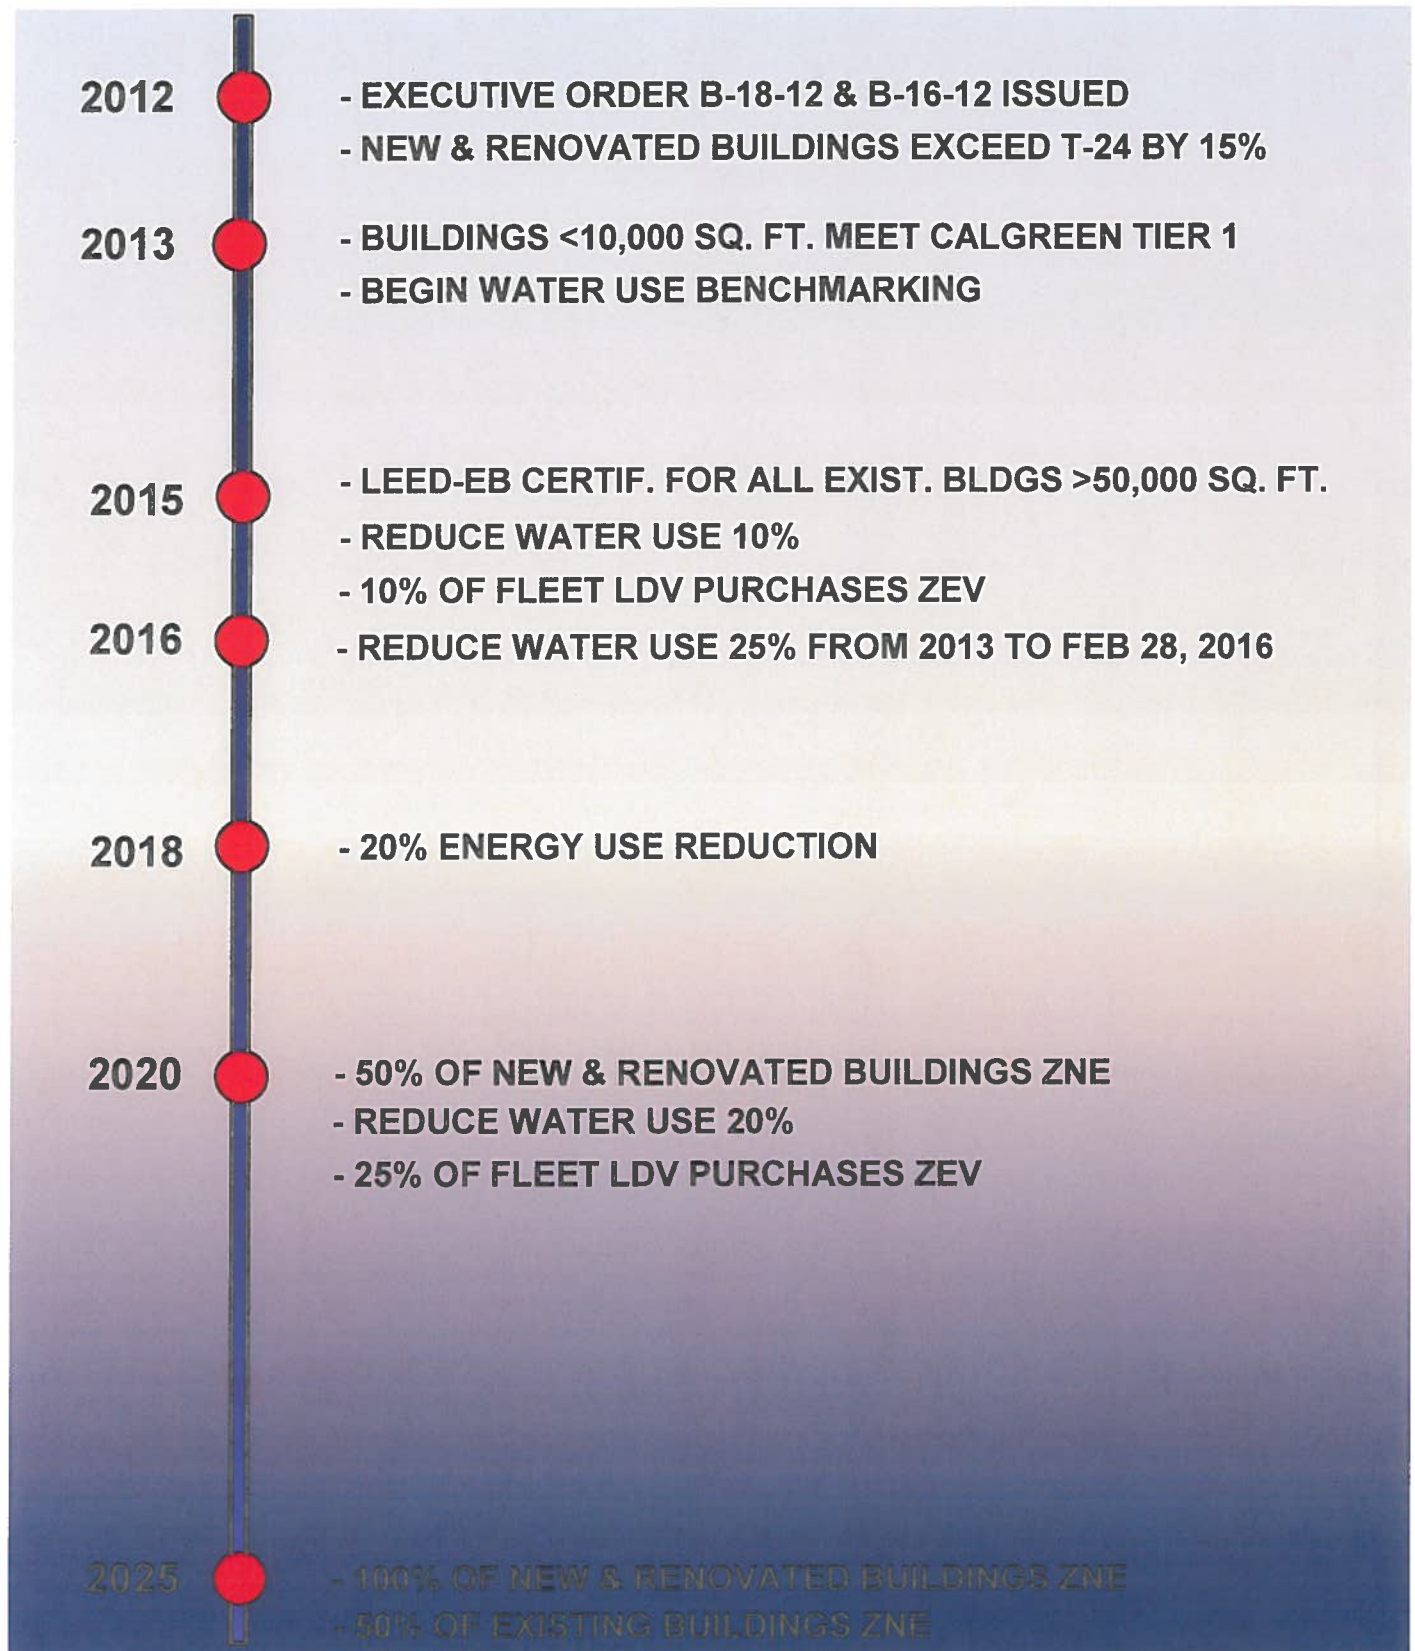 2012
- EXECUTIVE ORDER B-18-12 & B-16-12 ISSUED
- NEW & RENOVATED BUILDINGS EXCEED T-24 BY 15%
2013
- BUILDINGS <10,000 SQ. FT. MEET CALGREEN TIER 1
- BEGIN WATER USE BENCHMARKING
2015
- LEED-EB CERTIF. FOR ALL EXIST. BLDGS >50,000 SQ. FT.
- REDUCE WATER USE 10%
- 10% OF FLEET LDV PURCHASES ZEV
2016
- REDUCE WATER USE 25% FROM 2013 TO FEB 28, 2016
2018
- 20% ENERGY USE REDUCTION
2020
- 50% OF NEW & RENOVATED BUILDINGS ZNE
- REDUCE WATER USE 20%
- 25% OF FLEET LDV PURCHASES ZEV
2025
- 100% OF NEW & RENOVATED BUILDINGS ZNE
- 50% OF EXISTING BUILDINGS ZNE